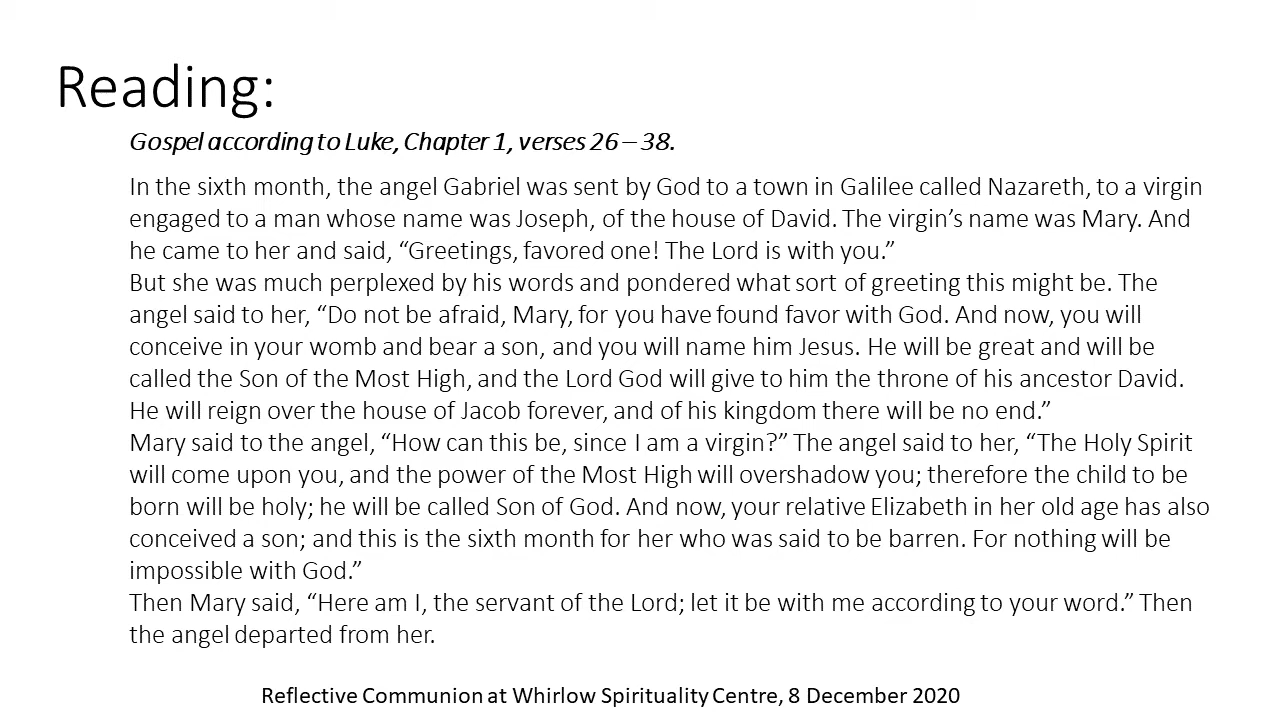 Reading:
Gospel according to Luke, Chapter 1, verses 26 – 38.
In the sixth month, the angel Gabriel was sent by God to a town in Galilee called Nazareth, to a virgin
engaged to a man whose name was Joseph, of the house of David. The virgin’s name was Mary. And
he came to her and said, “Greetings, favored one! The Lord is with you.”
But she was much perplexed by his words and pondered what sort of greeting this might be. The
angel said to her, “Do not be afraid, Mary, for you have found favor with God. And now, you will
conceive in your womb and bear a son, and you will name him Jesus. He will be great and will be
called the Son of the Most High, and the Lord God will give to him the throne of his ancestor David.
He will reign over the house of Jacob forever, and of his kingdom there will be no end.”
Mary said to the angel, “How can this be, since I am a virgin?” The angel said to her, “The Holy Spirit
will come upon you, and the power of the Most High will overshadow you; therefore the child to be
born will be holy; he will be called Son of God. And now, your relative Elizabeth in her old age has also
conceived a son; and this is the sixth month for her who was said to be barren. For nothing will be
impossible with God.”
Then Mary said, “Here am I, the servant of the Lord; let it be with me according to your word.” Then
the angel departed from her.
Reflective Communion at Whirlow Spirituality Centre, 8 December 2020